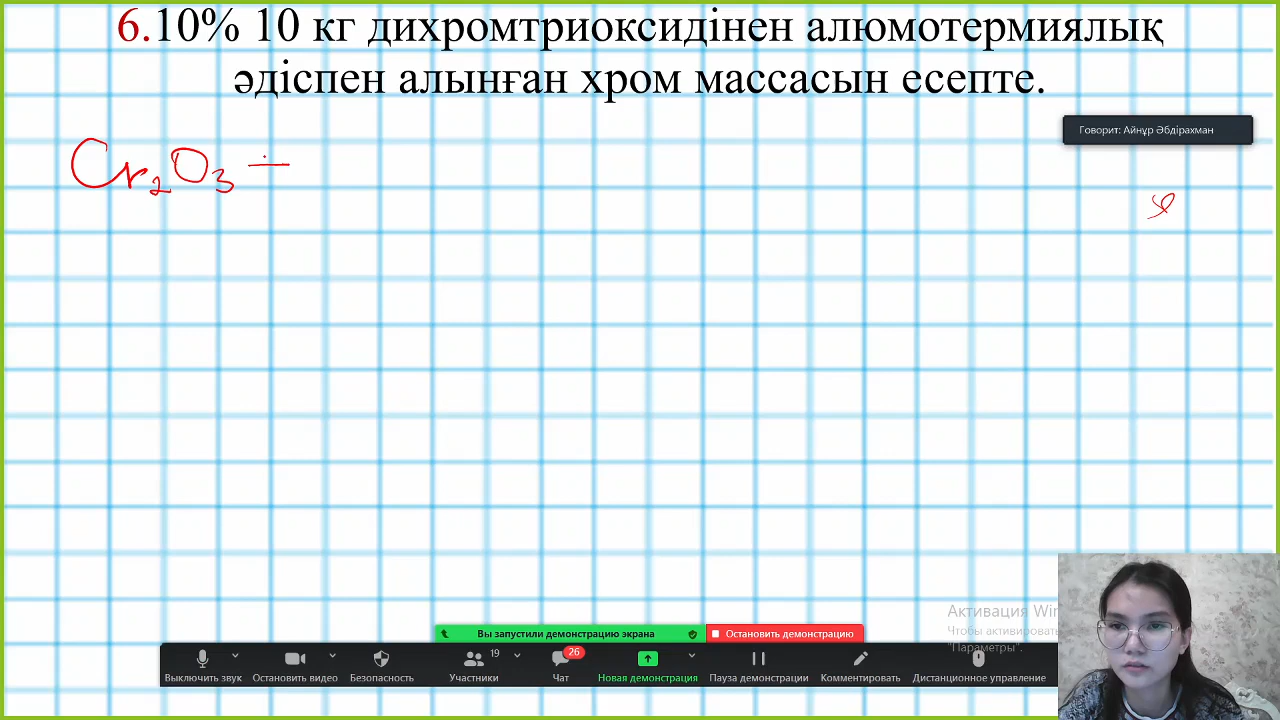 6.10% 10 кг дихромтриоксидінен алюмотермиялық
әдіспен алынған хром массасын есепте.
Говорит: Айнұр Әбдірахман
Cr₂O₃ +
Активация Win
Чтобы активировать
"Параметры".
Вы запустили демонстрацию экрана
Остановить демонстрацию
19
26
Выключить звук
Остановить видео
Безопасность
Участники
Чат
Новая демонстрация
Пауза демонстрации
Комментировать
Дистанционное управление